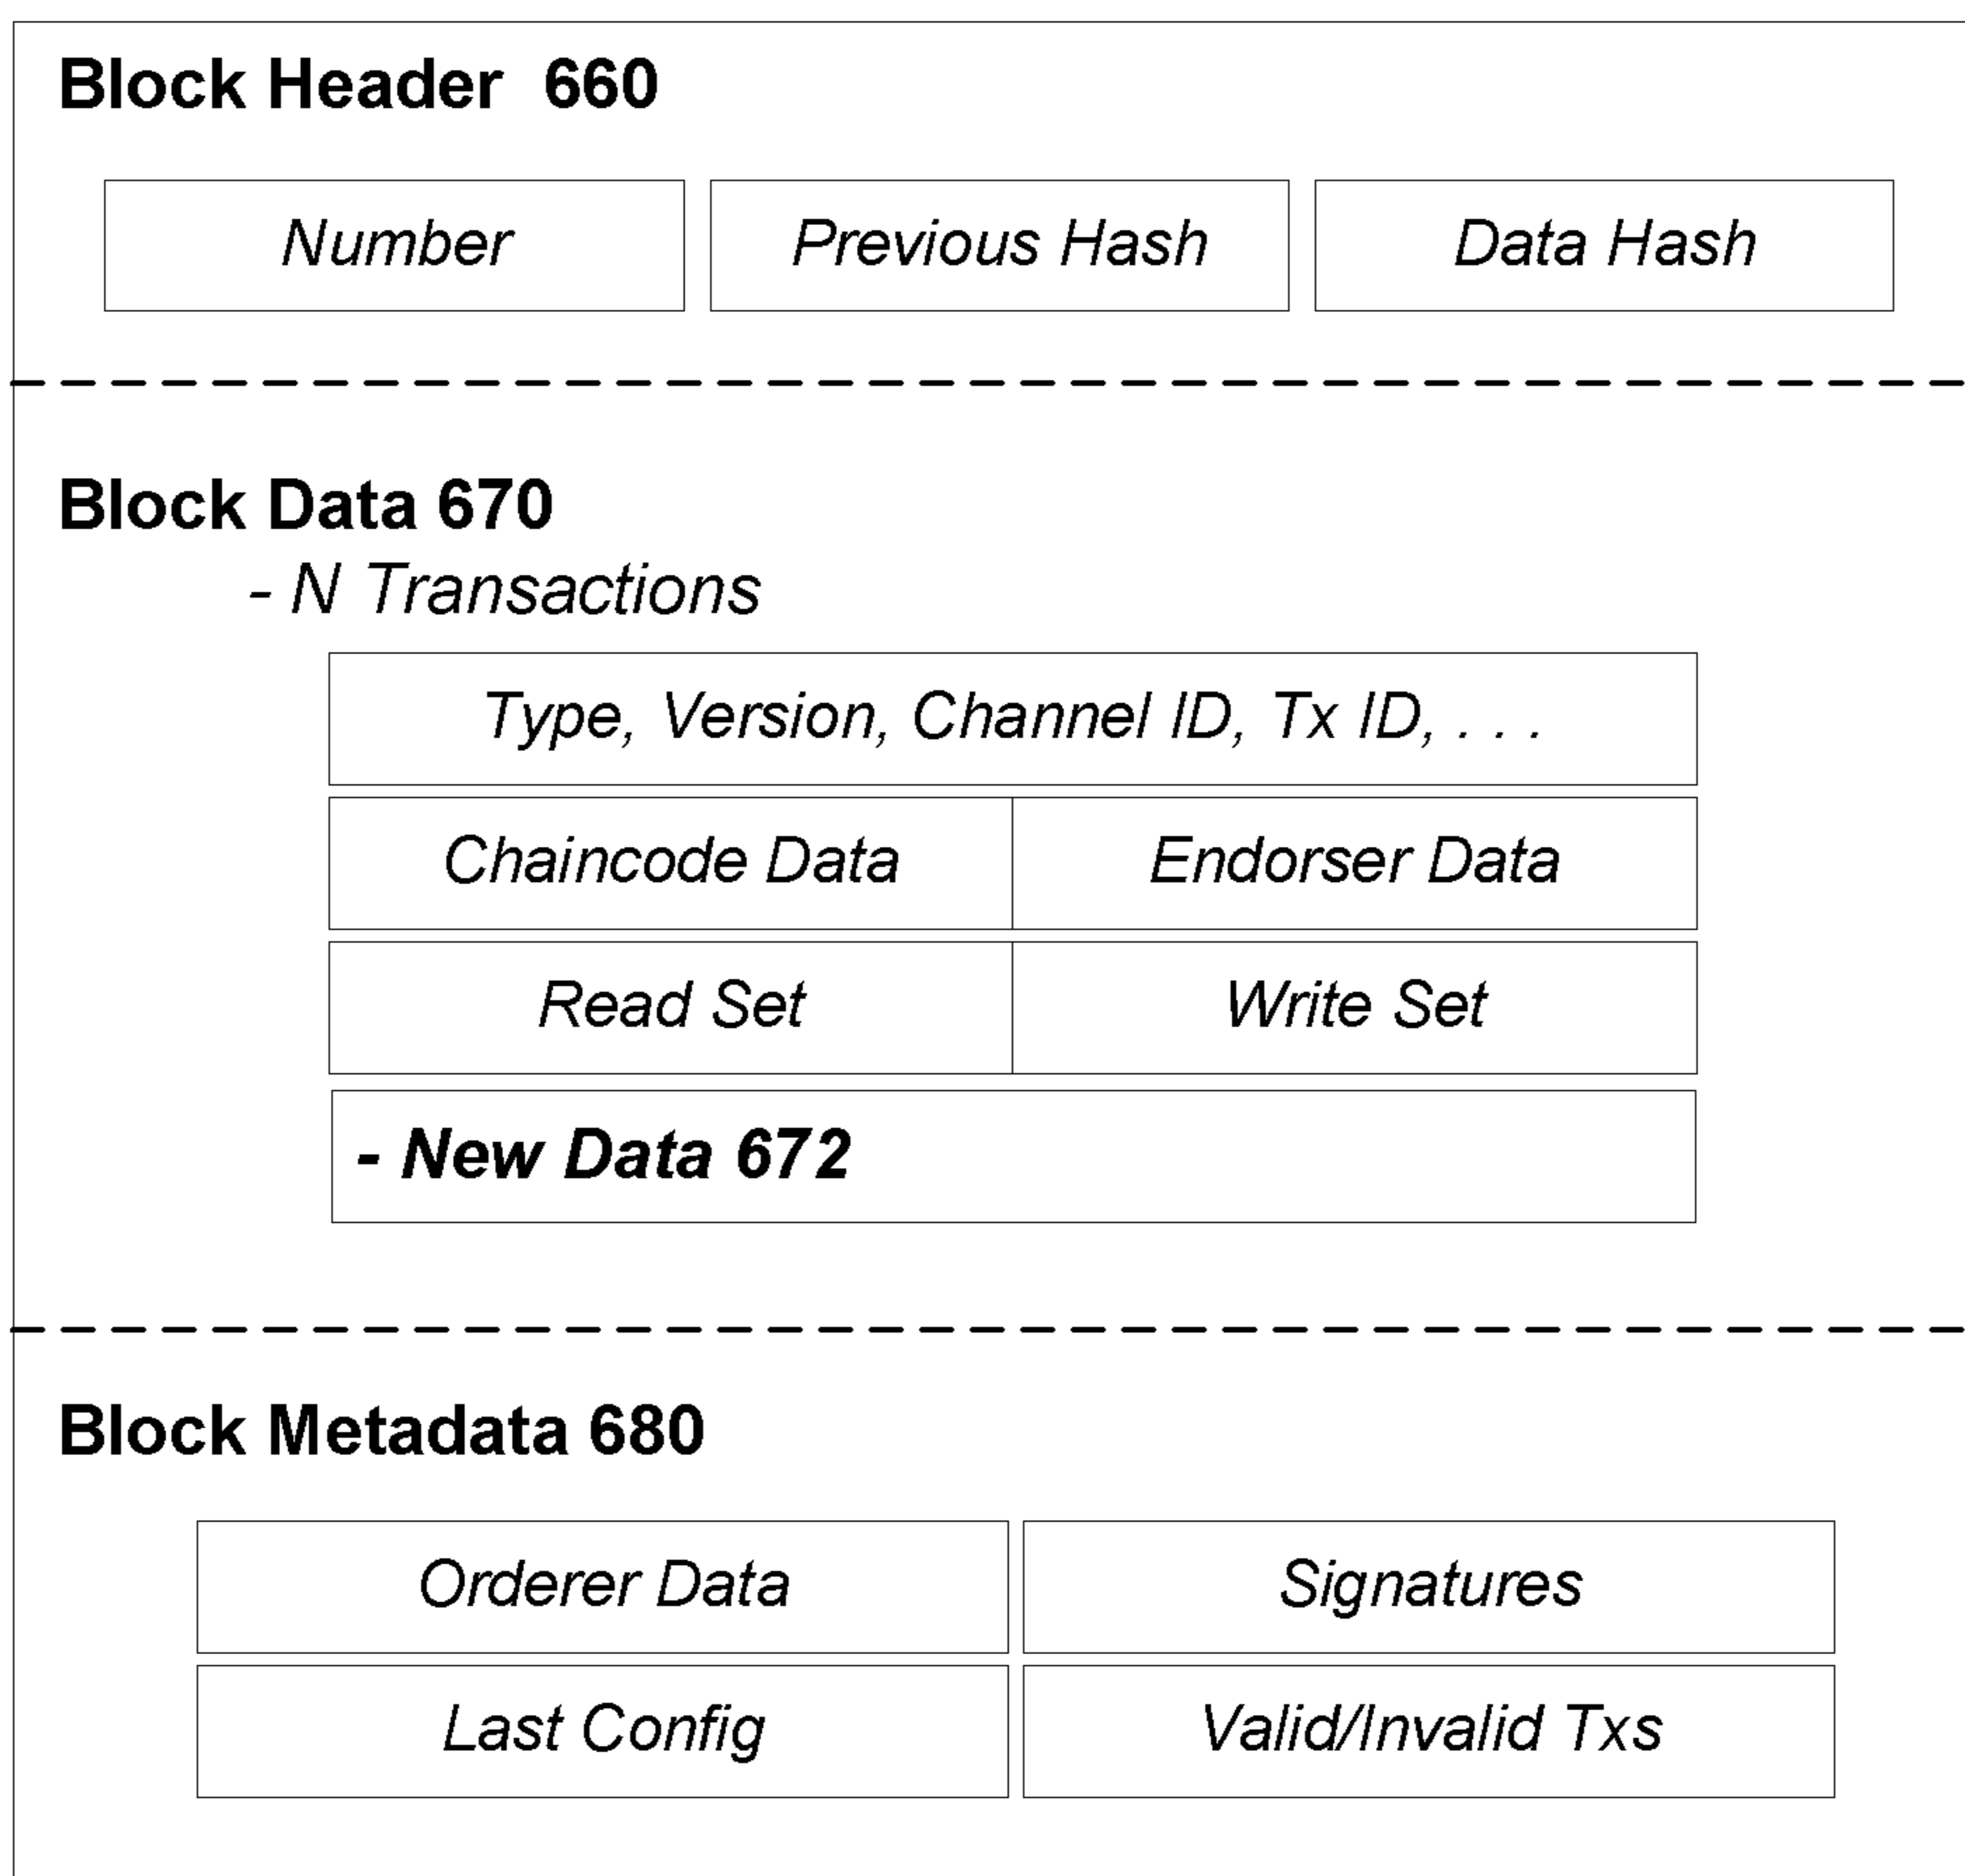 Block Header 660
Number Previous Hash Data Hash
Block Data 670
- N Transactions
Type, Version, Channel ID, Tx ID, . . .
Chaincode Data Endorser Data
Read Set Write Set
- New Data 672
Block Metadata 680
Orderer Data Signatures
Last Config Valid/Invalid Txs